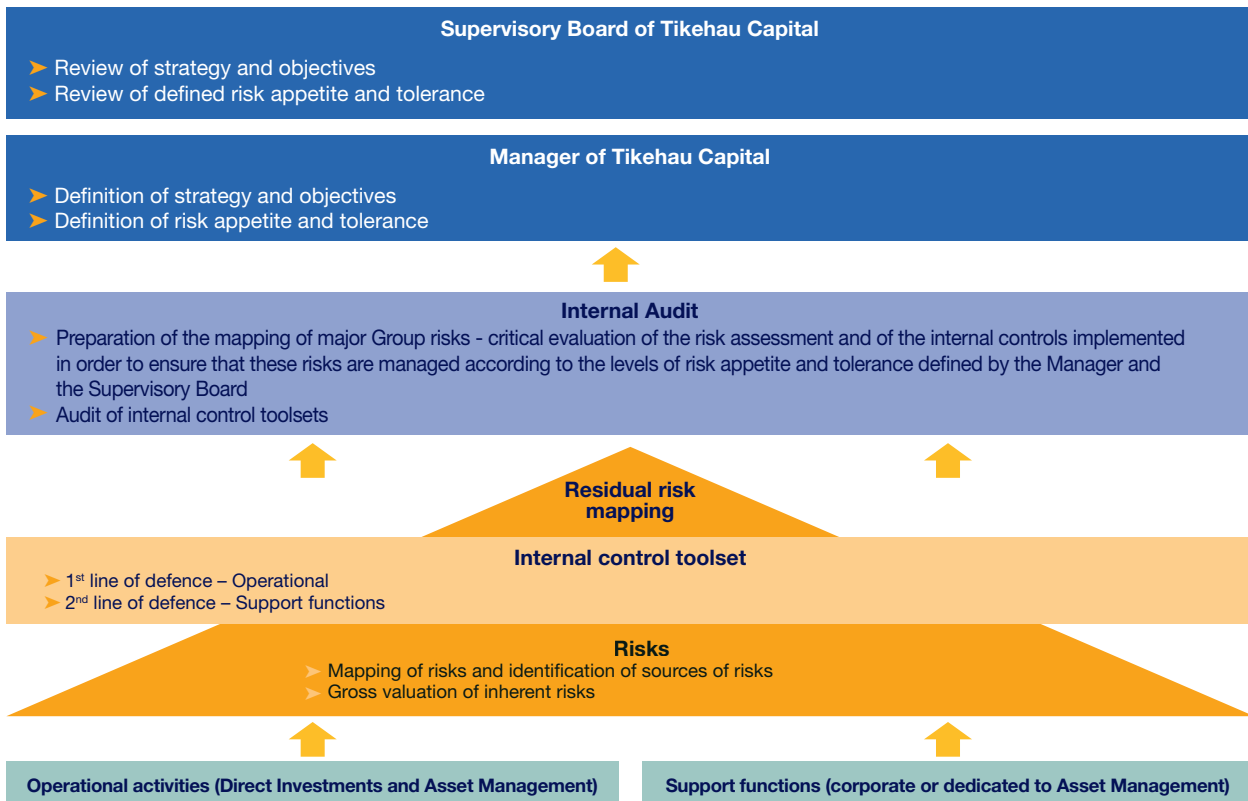 Supervisory Board of Tikehau Capital
➤ Review of strategy and objectives
➤ Review of defined risk appetite and tolerance
Manager of Tikehau Capital
➤ Definition of strategy and objectives
➤ Definition of risk appetite and tolerance
Internal Audit
➤ Preparation of the mapping of major Group risks - critical evaluation of the risk assessment and of the internal controls implemented
in order to ensure that these risks are managed according to the levels of risk appetite and tolerance defined by the Manager and
the Supervisory Board
➤ Audit of internal control toolsets
Residual risk
mapping
Internal control toolset
➤ 1st line of defence – Operational
➤ 2nd line of defence – Support functions
Risks
➤ Mapping of risks and identification of sources of risks
➤ Gross valuation of inherent risks
Operational activities (Direct Investments and Asset Management)
Support functions (corporate or dedicated to Asset Management)